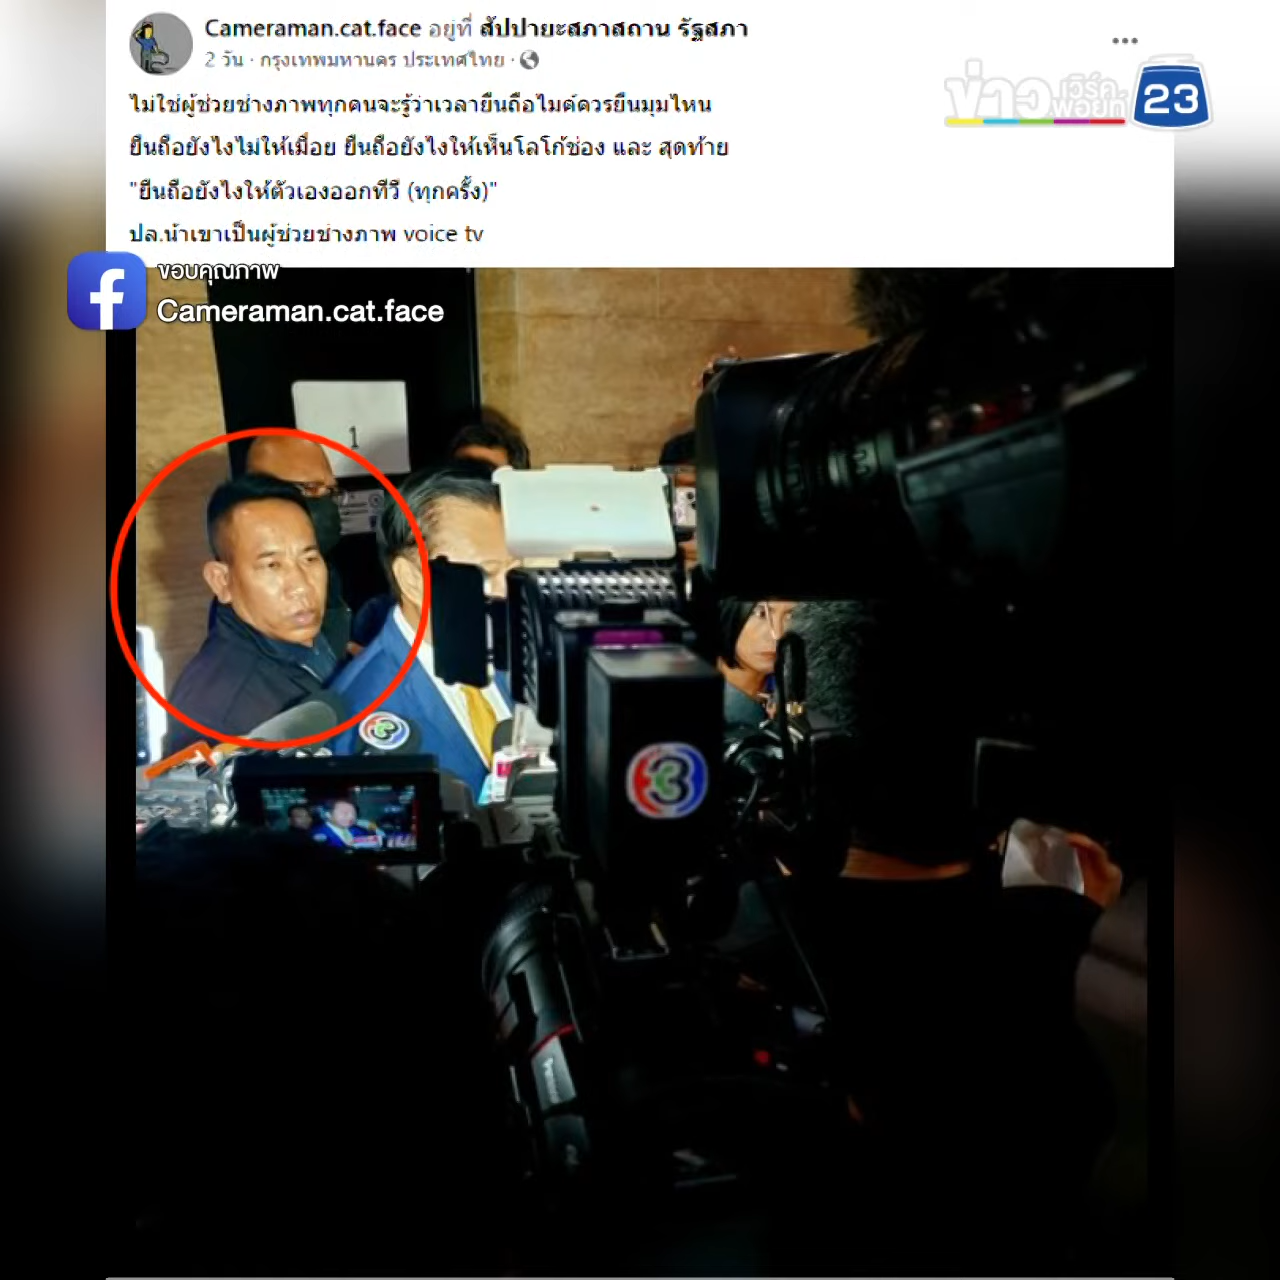 Cameraman.cat.face อยู่ที่ สัปปายะสภาสถาน รัฐสภา
2 วัน · กรุงเทพมหานคร ประเทศไทย ·
ข่าวเวิร์คพอยท์ 23
ไม่ใช่ผู้ช่วยช่างภาพทุกคนจะรู้ว่าเวลายืนถือไมค์ควรยืนมุมไหน
ยืนถือยังไงไม่ให้เมื่อย ยืนถือยังไงให้เห็นโลโก้ช่อง และ สุดท้าย
"ยืนถือยังไงให้ตัวเองออกทีวี (ทุกครั้ง)"
ปล.น้าเขาเป็นผู้ช่วยช่างภาพ voice tv
ขอบคุณภาพ
Cameraman.cat.face
1
3
3